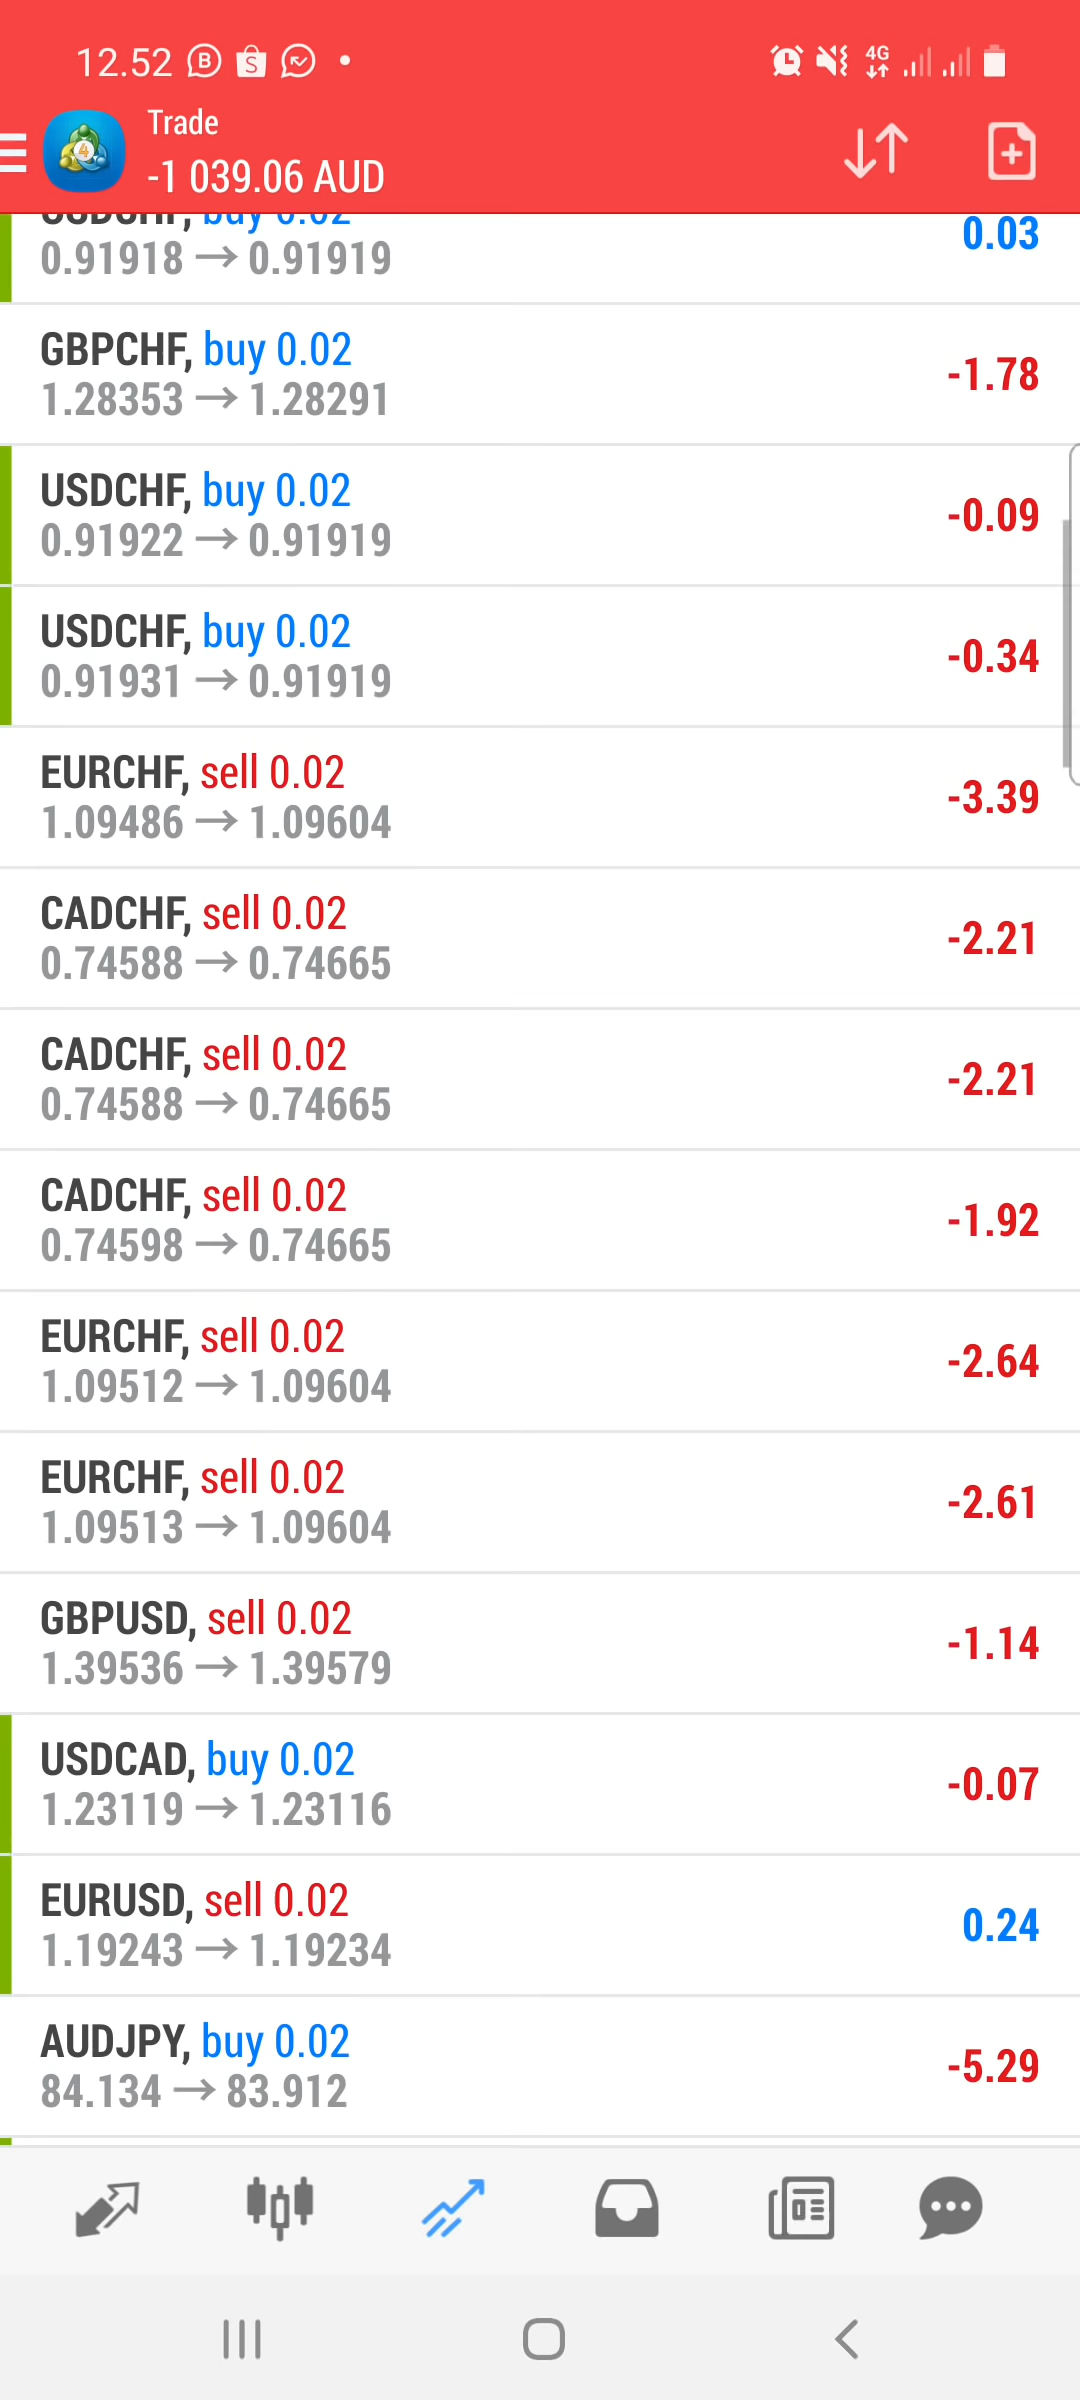 12.52
4G
Trade
-1 039.06 AUD
USDCHF, buy 0.02
0.03
0.91918 → 0.91919
GBPCHF, buy 0.02
-1.78
1.28353 → 1.28291
USDCHF, buy 0.02
-0.09
0.91922 → 0.91919
USDCHF, buy 0.02
-0.34
0.91931 → 0.91919
EURCHF, sell 0.02
-3.39
1.09486 → 1.09604
CADCHF, sell 0.02
-2.21
0.74588 → 0.74665
CADCHF, sell 0.02
-2.21
0.74588 → 0.74665
CADCHF, sell 0.02
-1.92
0.74598 → 0.74665
EURCHF, sell 0.02
-2.64
1.09512 → 1.09604
EURCHF, sell 0.02
-2.61
1.09513 → 1.09604
GBPUSD, sell 0.02
-1.14
1.39536 → 1.39579
USDCAD, buy 0.02
-0.07
1.23119 → 1.23116
EURUSD, sell 0.02
0.24
1.19243 → 1.19234
AUDJPY, buy 0.02
-5.29
84.134 → 83.912